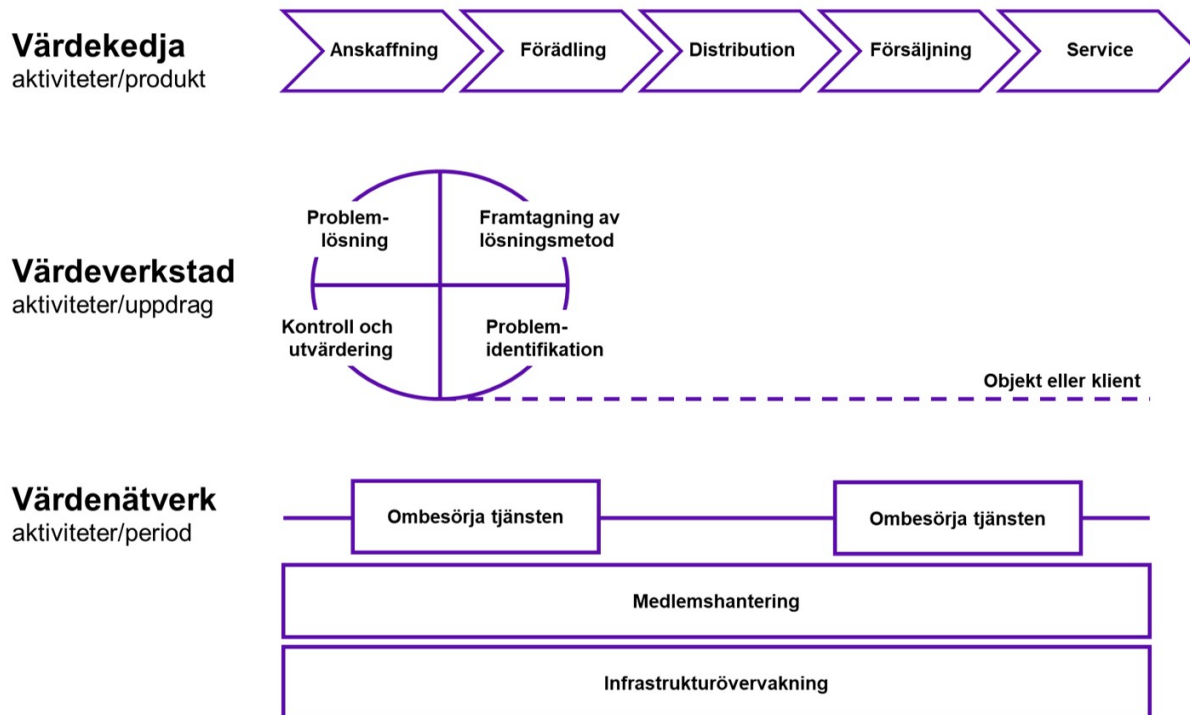 Värdekedja
aktiviteter/produkt
Anskaffning
Förädling
Distribution
Försäljning
Service
Värdeverkstad
aktiviteter/uppdrag
Problem-
lösning
Framtagning av
lösningsmetod
Kontroll och
utvärdering
Problem-
identifikation
Objekt eller klient
Värdenätverk
aktiviteter/period
Ombesörja tjänsten
Ombesörja tjänsten
Medlemshantering
Infrastrukturövervakning